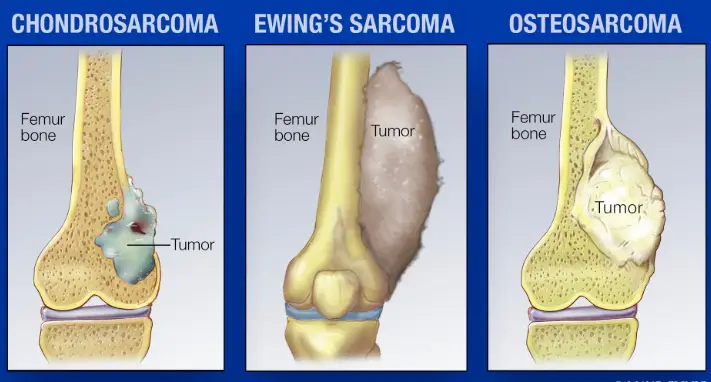 CHONDROSARCOMA
Femur
bone
Tumor
EWING'S SARCOMA
Femur
bone
Tumor
OSTEOSARCOMA
Femur
bone
Tumor